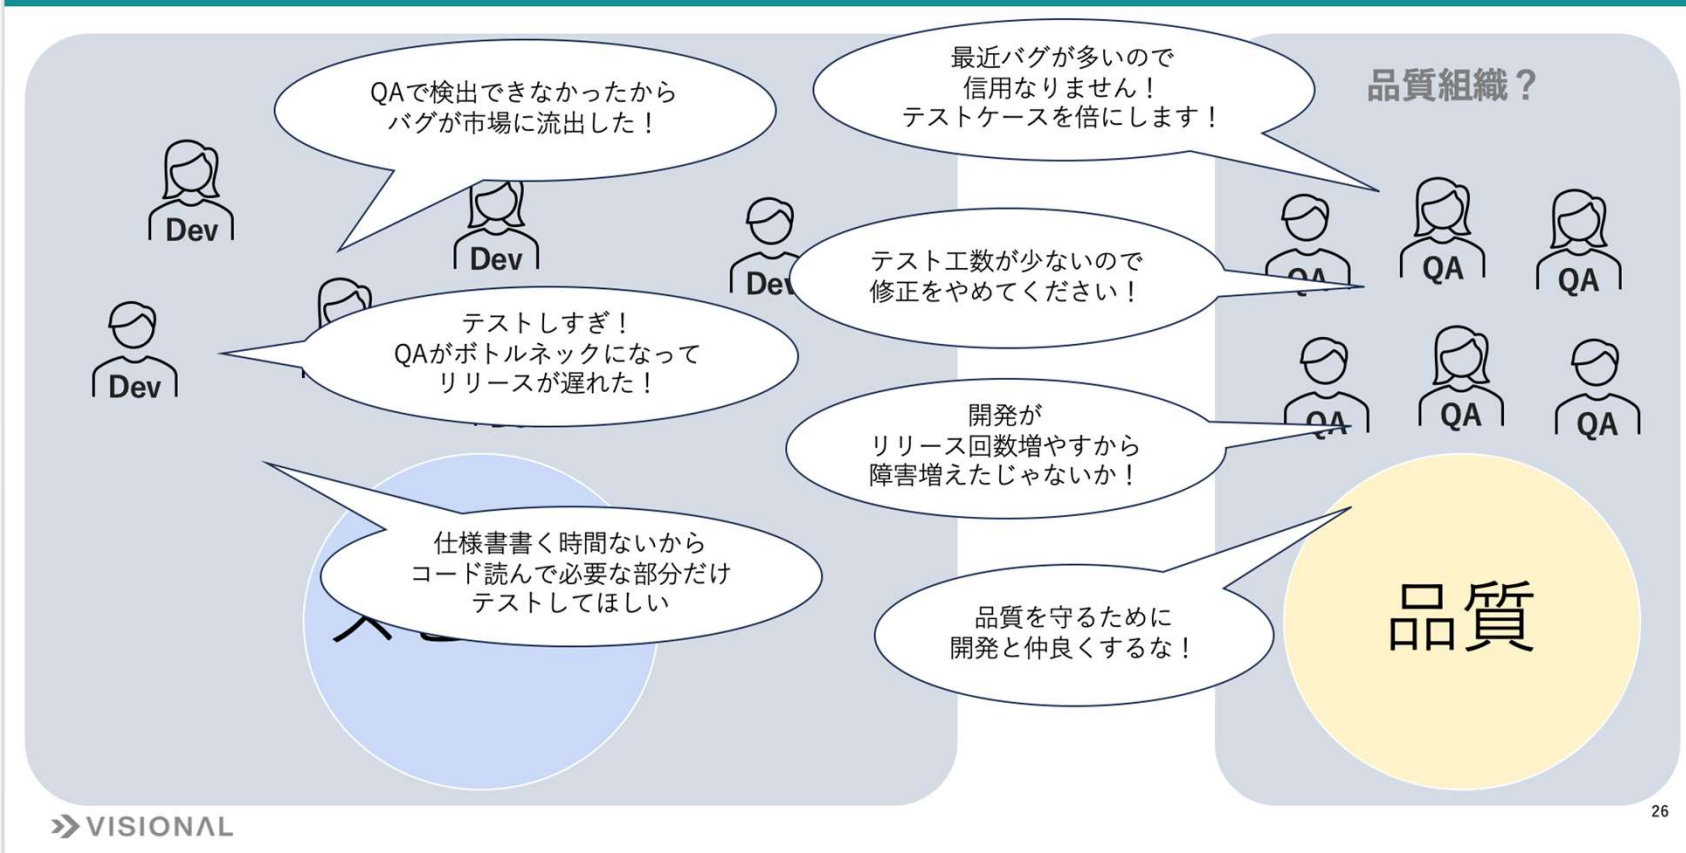 QAで検出できなかったから
バグが市場に流出した！
最近バグが多いので
信用なりません！
テストケースを倍にします！
品質組織？
Dev
Dev
Dev
テスト工数が少ないので
修正をやめてください！
QA
QA
QA
テストしすぎ！
QAがボトルネックになって
リリースが遅れた！
Dev
開発が
リリース回数増やすから
障害増えたじゃないか！
QA
QA
QA
仕様書書く時間ないから
コード読んで必要な部分だけ
テストしてほしい
品質を守るために
開発と仲良くするな！
品質
VISIONAL
26